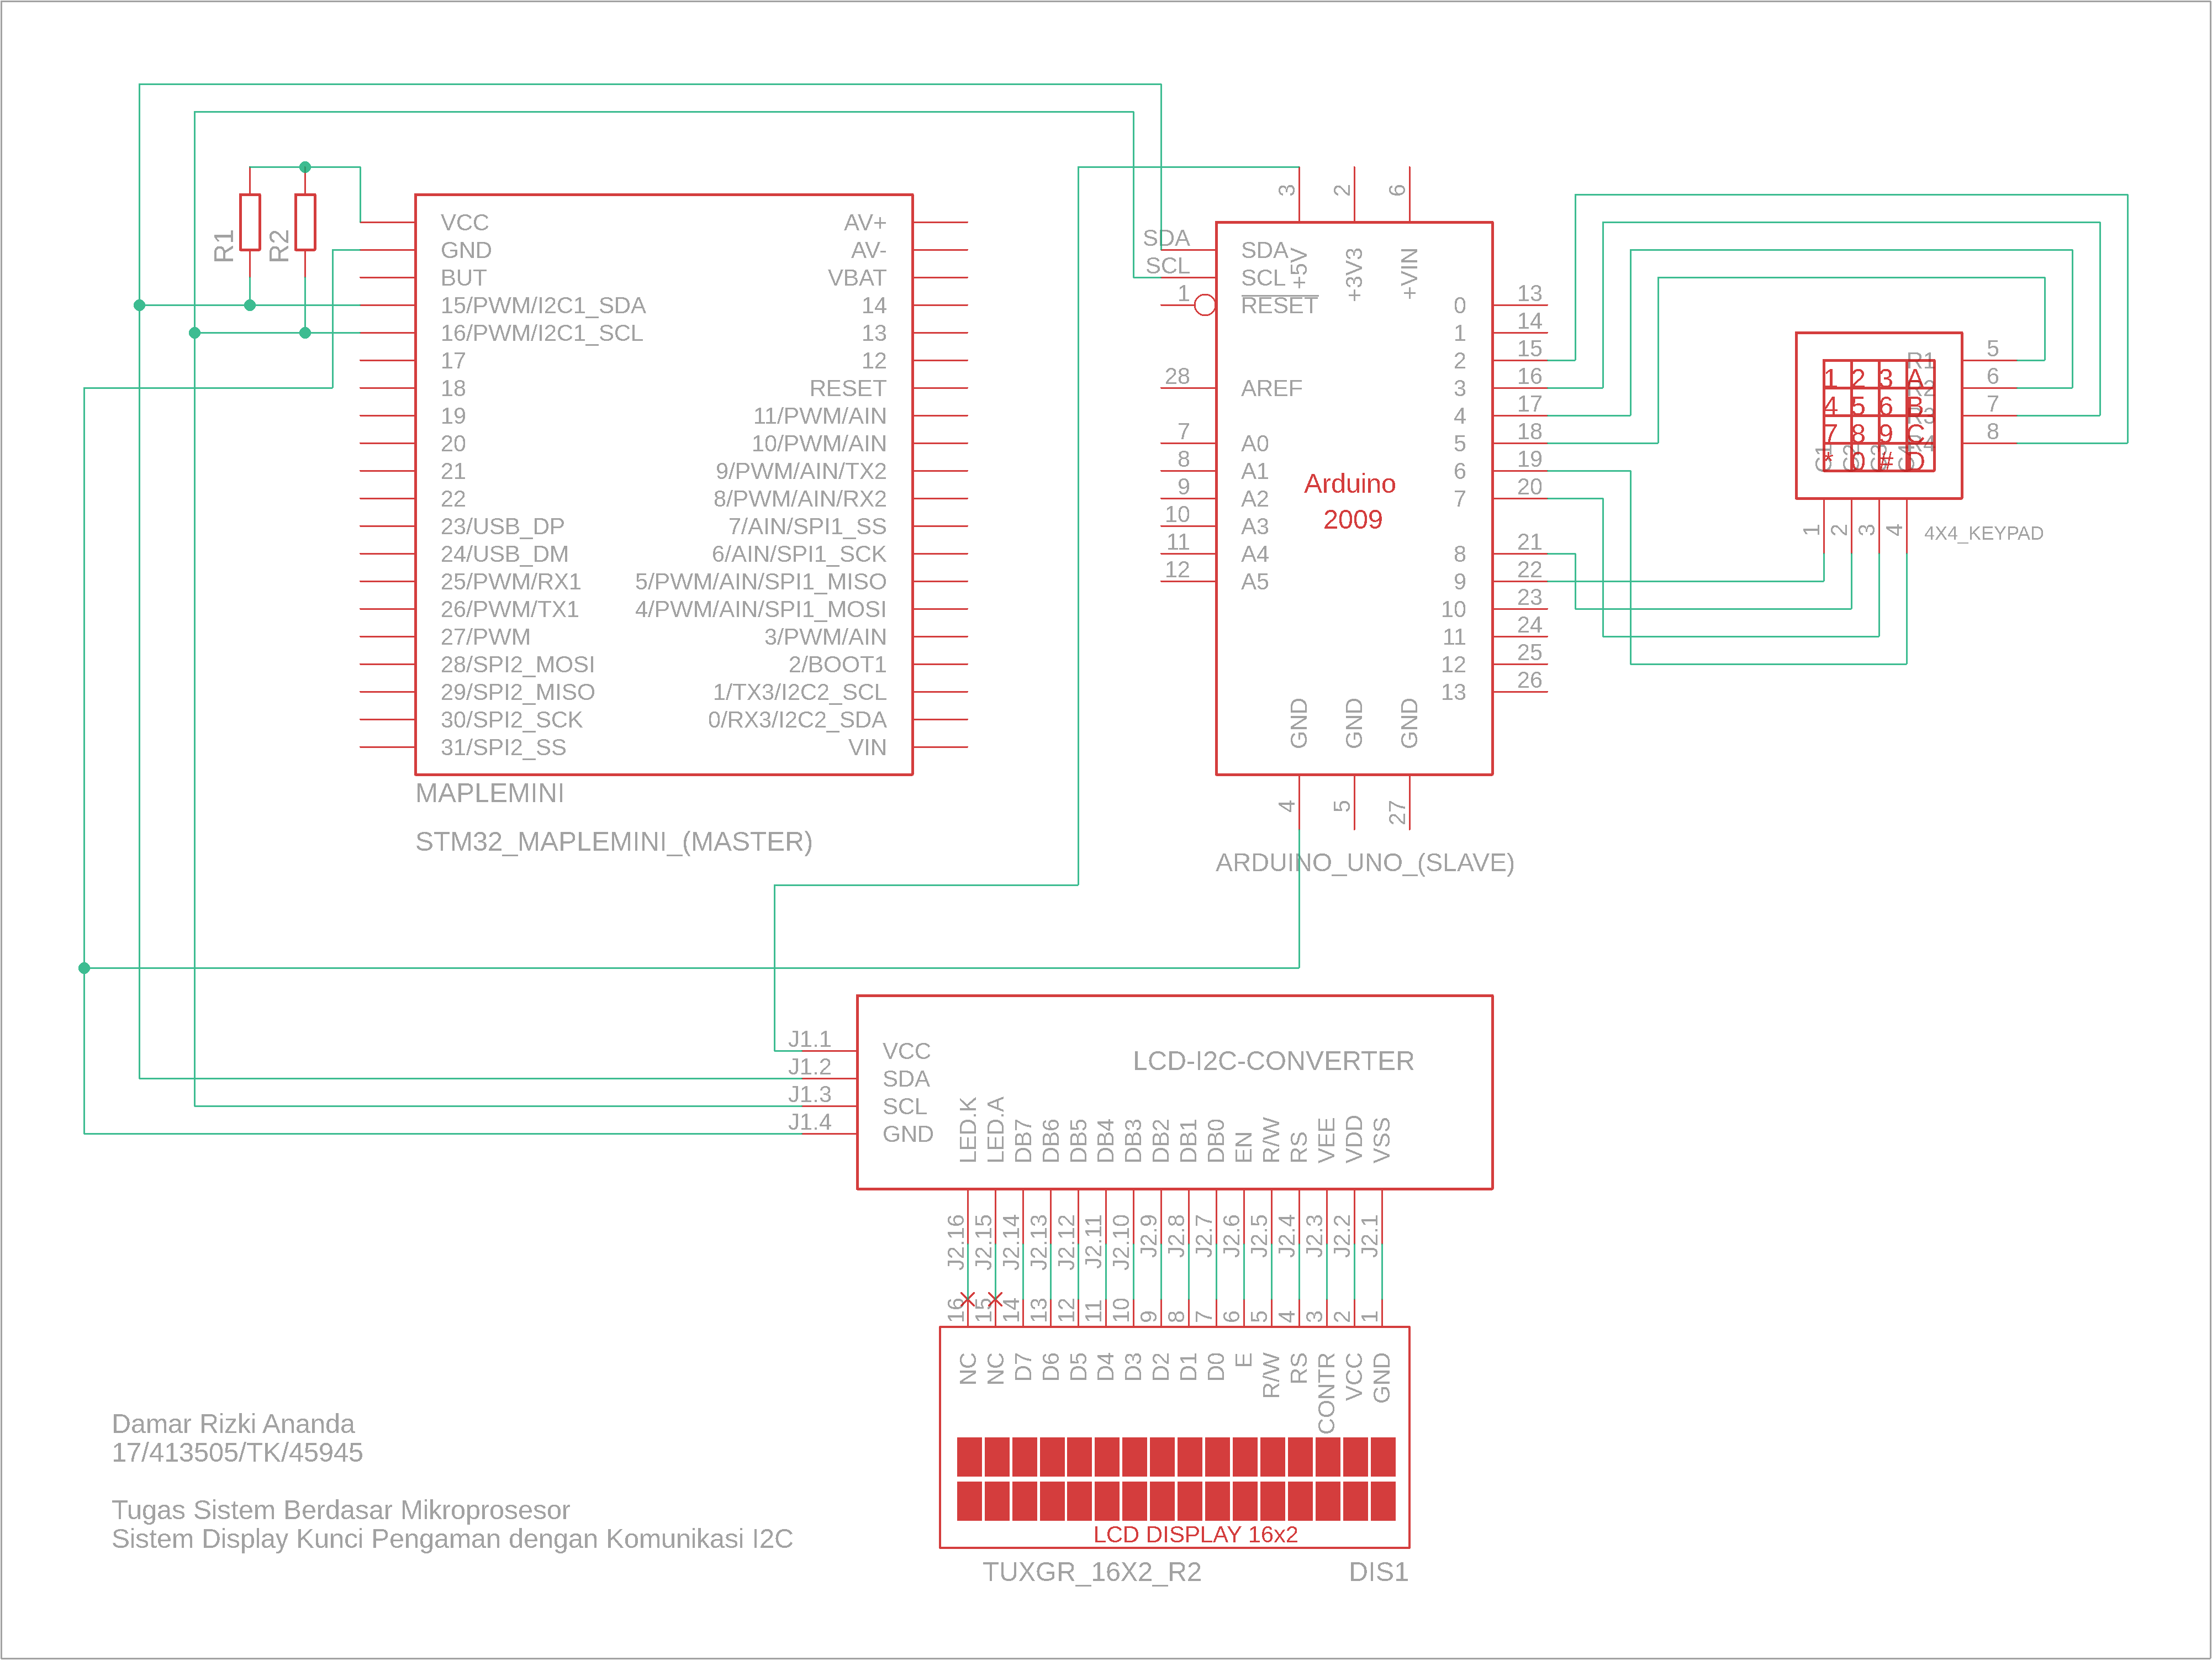 R1
R2
VCC
GND
BUT
15/PWM/I2C1_SDA
16/PWM/I2C1_SCL
17
18
19
20
21
22
23/USB_DP
24/USB_DM
25/PWM/RX1
26/PWM/TX1
27/PWM
28/SPI2_MOSI
29/SPI2_MISO
30/SPI2_SCK
31/SPI2_SS
AV+
AV-
VBAT
14
13
12
RESET
11/PWM/AIN
10/PWM/AIN
9/PWM/AIN/TX2
8/PWM/AIN/RX2
7/AIN/SPI1_SS
6/AIN/SPI1_SCK
5/PWM/AIN/SPI1_MISO
4/PWM/AIN/SPI1_MOSI
3/PWM/AIN
2/BOOT1
1/TX3/I2C2_SCL
0/RX3/I2C2_SDA
VIN
MAPLEMINI
STM32_MAPLEMINI_(MASTER)
3
2
6
+5V
+3V3
+VIN
SDA
SCL
1
28
7
8
9
10
11
12
SDA
SCL
RESET
AREF
A0
A1
A2
A3
A4
A5
Arduino
2009
0
1
2
3
4
5
6
7
8
9
10
11
12
13
13
14
15
16
17
18
19
20
21
22
23
24
25
26
GND
GND
GND
4
5
27
ARDUINO_UNO_(SLAVE)
1 2 3 A
4 5 6 B
7 8 9 C
* 0 # D
R1
R2
R3
R4
C1
C2
C3
C4
5
6
7
8
1
2
3
4
4X4_KEYPAD
J1.1
J1.2
J1.3
J1.4
VCC
SDA
SCL
GND
LCD-I2C-CONVERTER
LED.K
LED.A
DB7
DB6
DB5
DB4
DB3
DB2
DB1
DB0
EN
R/W
RS
VEE
VDD
VSS
J2.16
J2.15
J2.14
J2.13
J2.12
J2.11
J2.10
J2.9
J2.8
J2.7
J2.6
J2.5
J2.4
J2.3
J2.2
J2.1
16
15
14
13
12
11
10
9
8
7
6
5
4
3
2
1
NC
NC
D7
D6
D5
D4
D3
D2
D1
D0
E
R/W
RS
CONTR
VCC
GND
LCD DISPLAY 16x2
TUXGR_16X2_R2
DIS1
Damar Rizki Ananda
17/413505/TK/45945
Tugas Sistem Berdasar Mikroprosesor
Sistem Display Kunci Pengaman dengan Komunikasi I2C